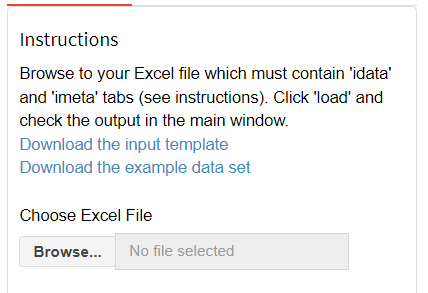 Instructions
Browse to your Excel file which must contain 'idata'
and 'imeta' tabs (see instructions). Click 'load' and
check the output in the main window.
Download the input template
Download the example data set
Choose Excel File
Browse... No file selected